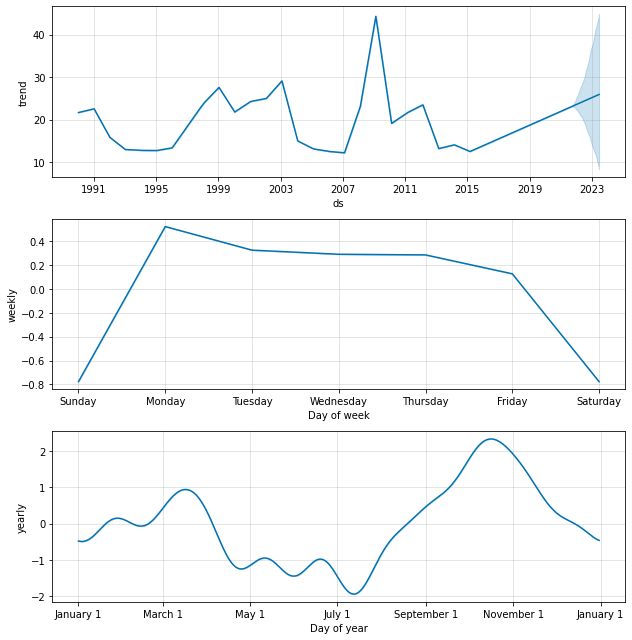 40
30
20
10
trend
1991 1995 1999 2003 2007 2011 2015 2019 2023
ds
0.4
0.2
0.0
−0.2
−0.4
−0.6
−0.8
weekly
Sunday Monday Tuesday Wednesday Thursday Friday Saturday
Day of week
2
1
0
−1
−2
yearly
January 1 March 1 May 1 July 1 September 1 November 1 January 1
Day of year